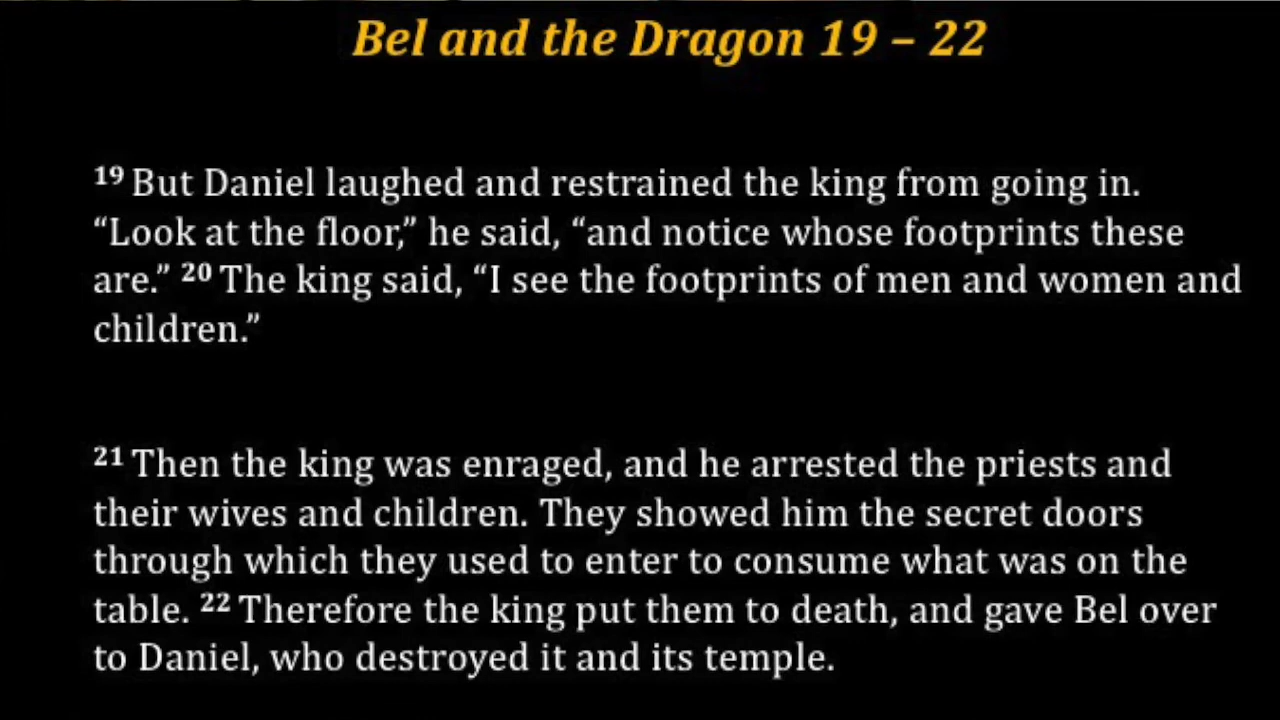 Bel and the Dragon 19 – 22
19 But Daniel laughed and restrained the king from going in.
“Look at the floor,” he said, “and notice whose footprints these
are.” 20 The king said, “I see the footprints of men and women and
children.”
21 Then the king was enraged, and he arrested the priests and
their wives and children. They showed him the secret doors
through which they used to enter to consume what was on the
table. 22 Therefore the king put them to death, and gave Bel over
to Daniel, who destroyed it and its temple.